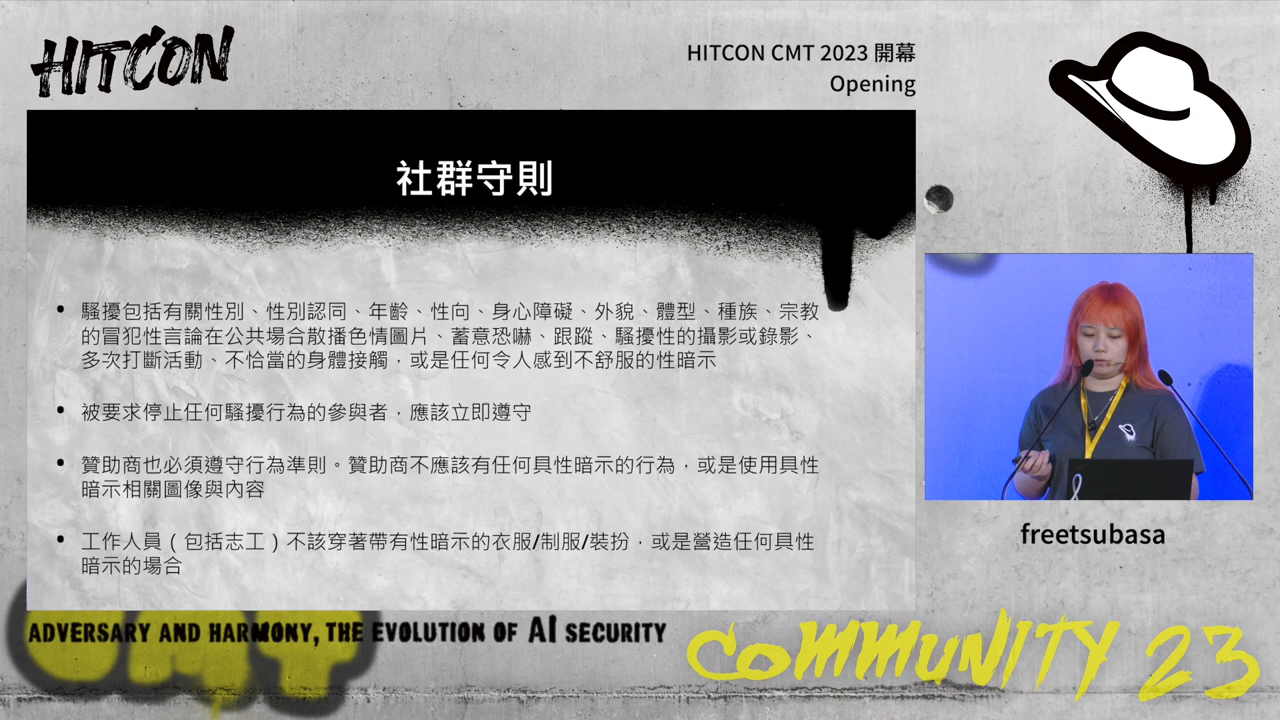 HITCON
HITCON CMT 2023 開幕
Opening
社群守則
• 騷擾包括有關性別、性別認同、年齡、性向、身心障礙、外貌、體型、種族、宗教
的冒犯性言論在公共場合散播色情圖片、蓄意恐嚇、跟蹤、騷擾性的攝影或錄影、
多次打斷活動、不恰當的身體接觸，或是任何令人感到不舒服的性暗示
• 被要求停止任何騷擾行為的參與者，應該立即遵守
• 贊助商也必須遵守行為準則。贊助商不應該有任何具性暗示的行為，或是使用具性
暗示相關圖像與內容
• 工作人員（包括志工）不該穿著帶有性暗示的衣服/制服/裝扮，或是營造任何具性
暗示的場合
freetsubasa
CMT
ADVERSARY AND HARMONY, THE EVOLUTION OF AI SECURITY
COMMUNITY 23